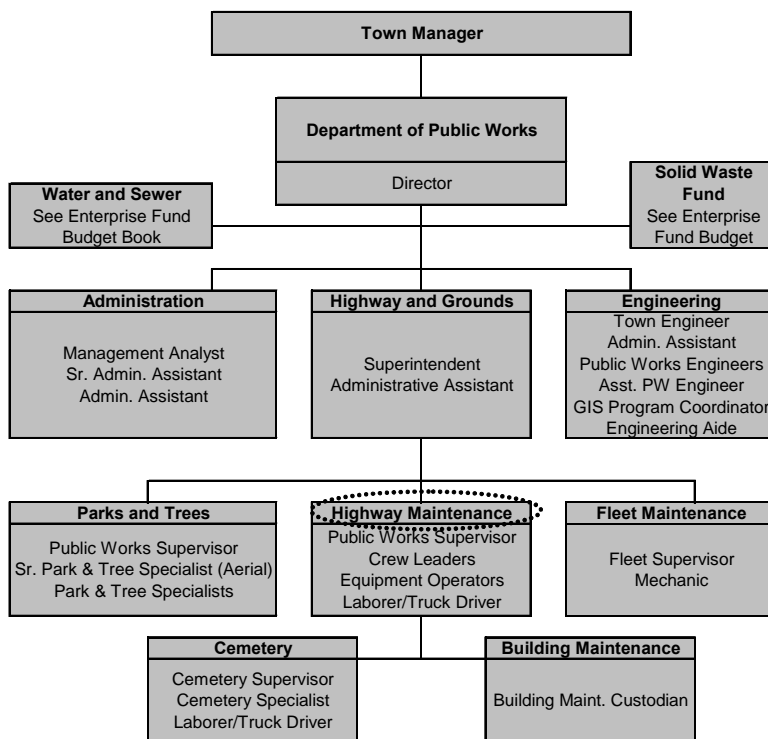 Town Manager
Department of Public Works
Director
Water and Sewer
See Enterprise Fund
Budget Book
Solid Waste
Fund
See Enterprise
Fund Budget
Administration
Management Analyst
Sr. Admin. Assistant
Admin. Assistant
Highway and Grounds
Superintendent
Administrative Assistant
Engineering
Town Engineer
Admin. Assistant
Public Works Engineers
Asst. PW Engineer
GIS Program Coordinator
Engineering Aide
Parks and Trees
Public Works Supervisor
Sr. Park & Tree Specialist (Aerial)
Park & Tree Specialists
Highway Maintenance
Public Works Supervisor
Crew Leaders
Equipment Operators
Laborer/Truck Driver
Fleet Maintenance
Fleet Supervisor
Mechanic
Cemetery
Cemetery Supervisor
Cemetery Specialist
Laborer/Truck Driver
Building Maintenance
Building Maint. Custodian